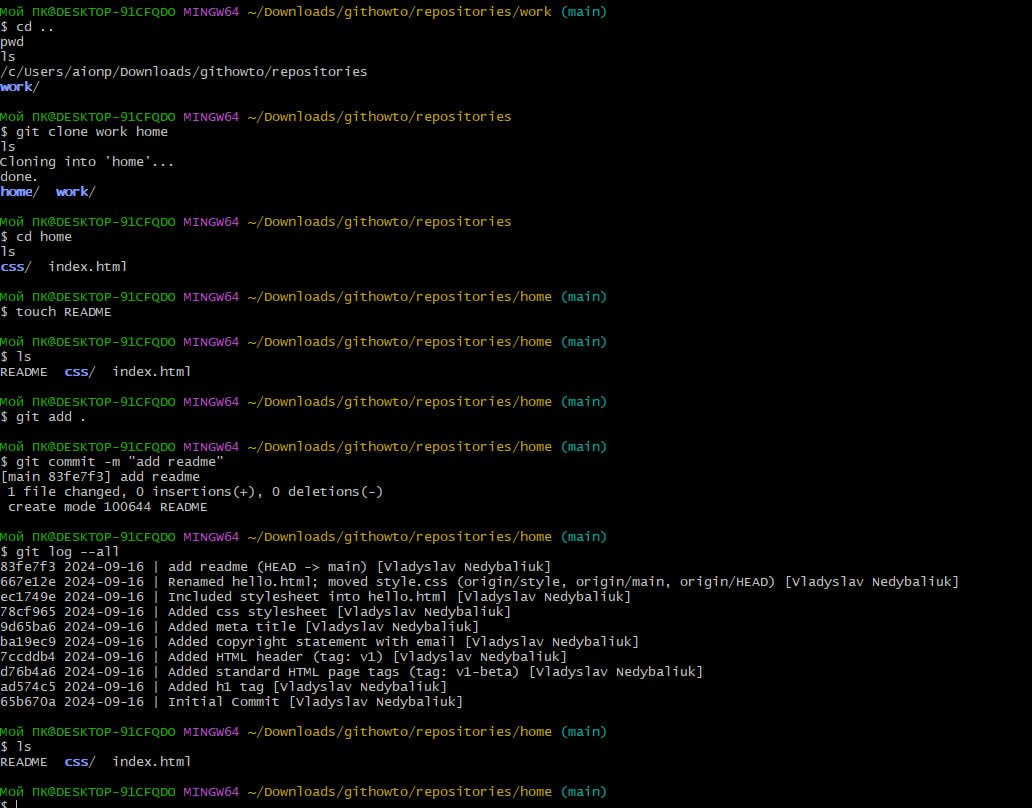 Мой ПК@DESKTOP-91CFQDO MINGW64 ~/Downloads/githowto/repositories/work (main)
$ cd ..
pwd
ls
/c/Users/aionp/Downloads/githowto/repositories
work/
Мой ПК@DESKTOP-91CFQDO MINGW64 ~/Downloads/githowto/repositories
$ git clone work home
ls
Cloning into 'home'...
done.
home/  work/
Мой ПК@DESKTOP-91CFQDO MINGW64 ~/Downloads/githowto/repositories
$ cd home
ls
css/  index.html
Мой ПК@DESKTOP-91CFQDO MINGW64 ~/Downloads/githowto/repositories/home (main)
$ touch README
Мой ПК@DESKTOP-91CFQDO MINGW64 ~/Downloads/githowto/repositories/home (main)
$ ls
README  css/  index.html
Мой ПК@DESKTOP-91CFQDO MINGW64 ~/Downloads/githowto/repositories/home (main)
$ git add .
Мой ПК@DESKTOP-91CFQDO MINGW64 ~/Downloads/githowto/repositories/home (main)
$ git commit -m "add readme"
[main 83fe7f3] add readme
 1 file changed, 0 insertions(+), 0 deletions(-)
 create mode 100644 README
Мой ПК@DESKTOP-91CFQDO MINGW64 ~/Downloads/githowto/repositories/home (main)
$ git log --all
83fe7f3 2024-09-16 | add readme (HEAD -> main) [Vladyslav Nedybaliuk]
667e12e 2024-09-16 | Renamed hello.html; moved style.css (origin/style, origin/main, origin/HEAD) [Vladyslav Nedybaliuk]
ec1749e 2024-09-16 | Included stylesheet into hello.html [Vladyslav Nedybaliuk]
78cf965 2024-09-16 | Added css stylesheet [Vladyslav Nedybaliuk]
9d65ba6 2024-09-16 | Added meta title [Vladyslav Nedybaliuk]
ba19ec9 2024-09-16 | Added copyright statement with email [Vladyslav Nedybaliuk]
7ccddb4 2024-09-16 | Added HTML header (tag: v1) [Vladyslav Nedybaliuk]
d76b4a6 2024-09-16 | Added standard HTML page tags (tag: v1-beta) [Vladyslav Nedybaliuk]
ad574c5 2024-09-16 | Added h1 tag [Vladyslav Nedybaliuk]
65b670a 2024-09-16 | Initial Commit [Vladyslav Nedybaliuk]
Мой ПК@DESKTOP-91CFQDO MINGW64 ~/Downloads/githowto/repositories/home (main)
$ ls
README  css/  index.html
Мой ПК@DESKTOP-91CFQDO MINGW64 ~/Downloads/githowto/repositories/home (main)
$